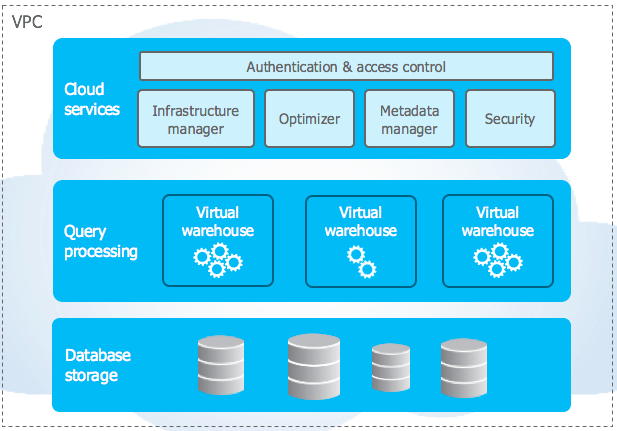 VPC
Cloud
services
Authentication & access control
Infrastructure
manager
Optimizer
Metadata
manager
Security
Query
processing
Virtual
warehouse
Virtual
warehouse
Virtual
warehouse
Database
storage